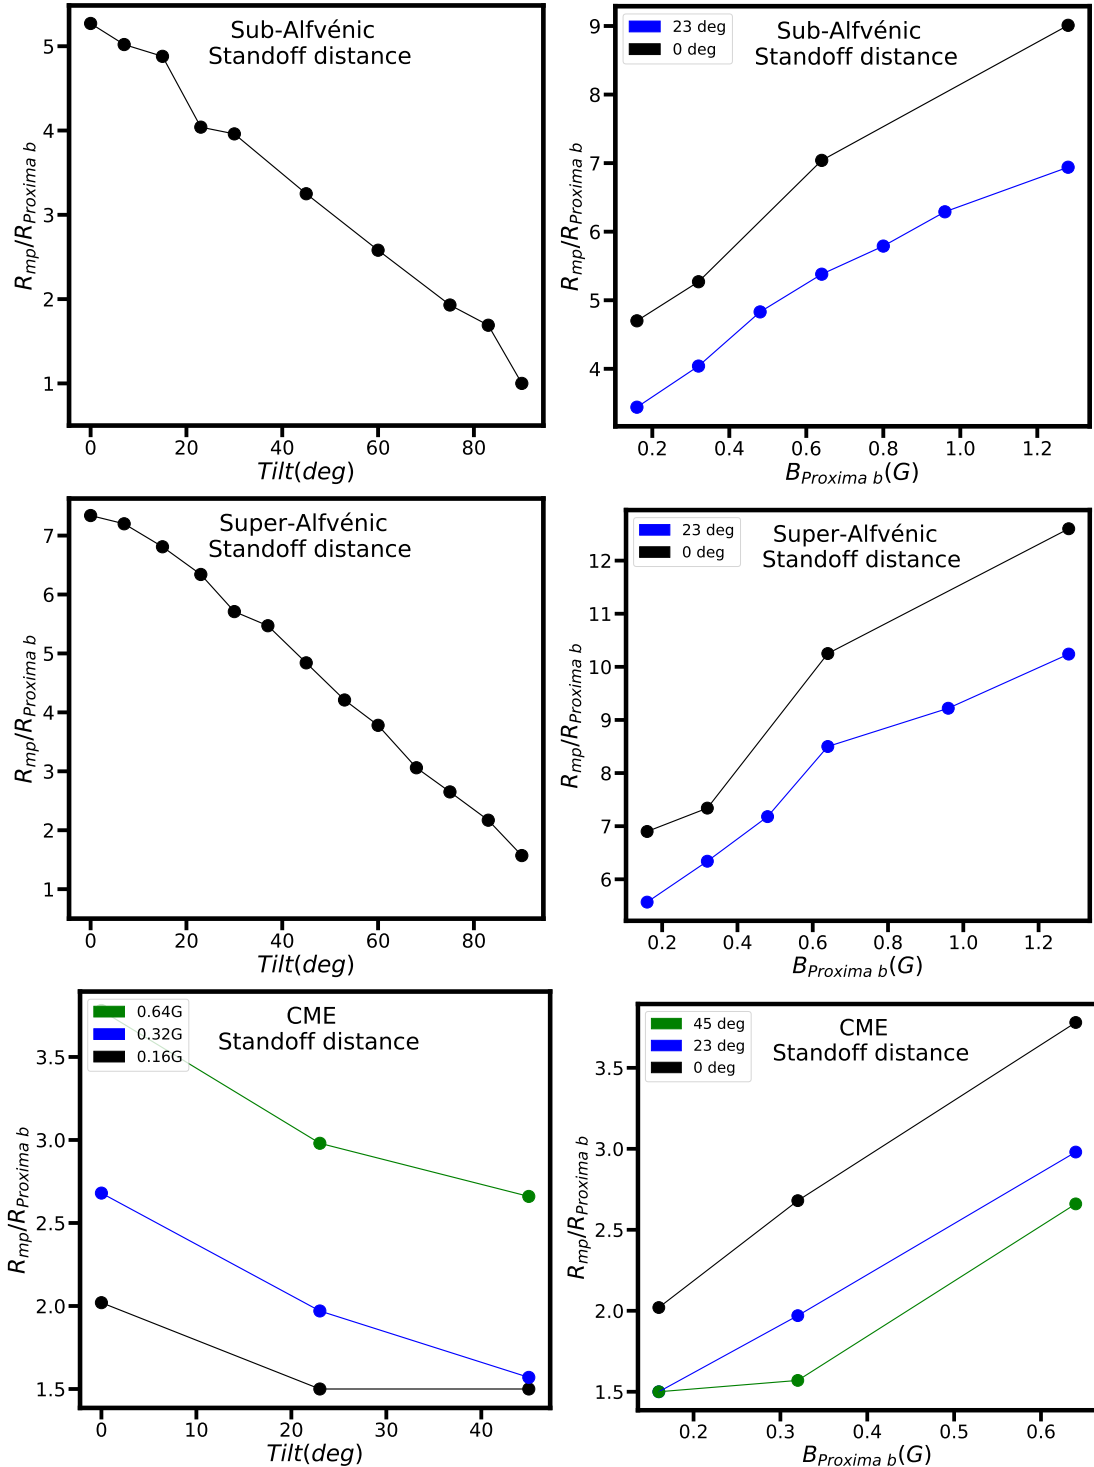 Sub-Alfvénic
Standoff distance
5
4
3
2
1
R_mp/R_Proxima b
0 20 40 60 80
Tilt(deg)
23 deg
0 deg
Sub-Alfvénic
Standoff distance
9
8
7
6
5
4
R_mp/R_Proxima b
0.2 0.4 0.6 0.8 1.0 1.2
B_Proxima b(G)
Super-Alfvénic
Standoff distance
7
6
5
4
3
2
1
R_mp/R_Proxima b
0 20 40 60 80
Tilt(deg)
23 deg
0 deg
Super-Alfvénic
Standoff distance
12
11
10
9
8
7
6
R_mp/R_Proxima b
0.2 0.4 0.6 0.8 1.0 1.2
B_Proxima b(G)
0.64G
0.32G
0.16G
CME
Standoff distance
3.5
3.0
2.5
2.0
1.5
R_mp/R_Proxima b
0 10 20 30 40
Tilt(deg)
45 deg
23 deg
0 deg
CME
Standoff distance
3.5
3.0
2.5
2.0
1.5
R_mp/R_Proxima b
0.2 0.3 0.4 0.5 0.6
B_Proxima b(G)